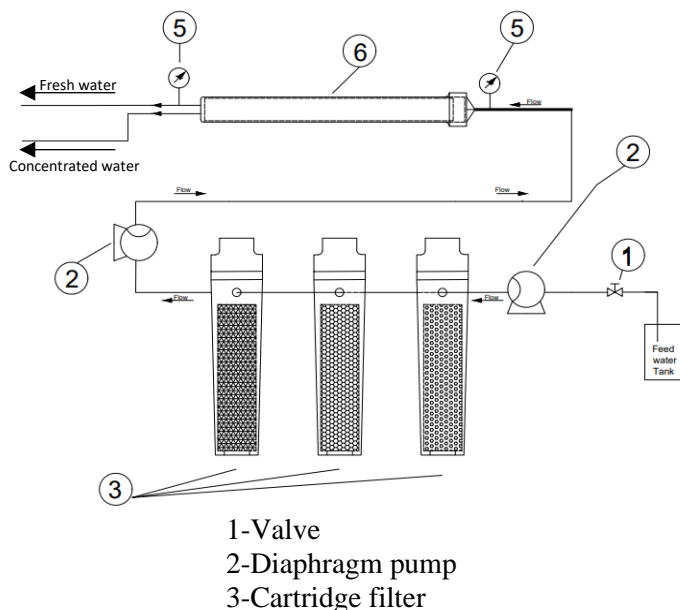 5
5
6
Fresh water
Flow
Concentrated water
2
Flow
Flow
2
1
Flow
Flow
Feed
water
Tank
3
1-Valve
2-Diaphragm pump
3-Cartridge filter